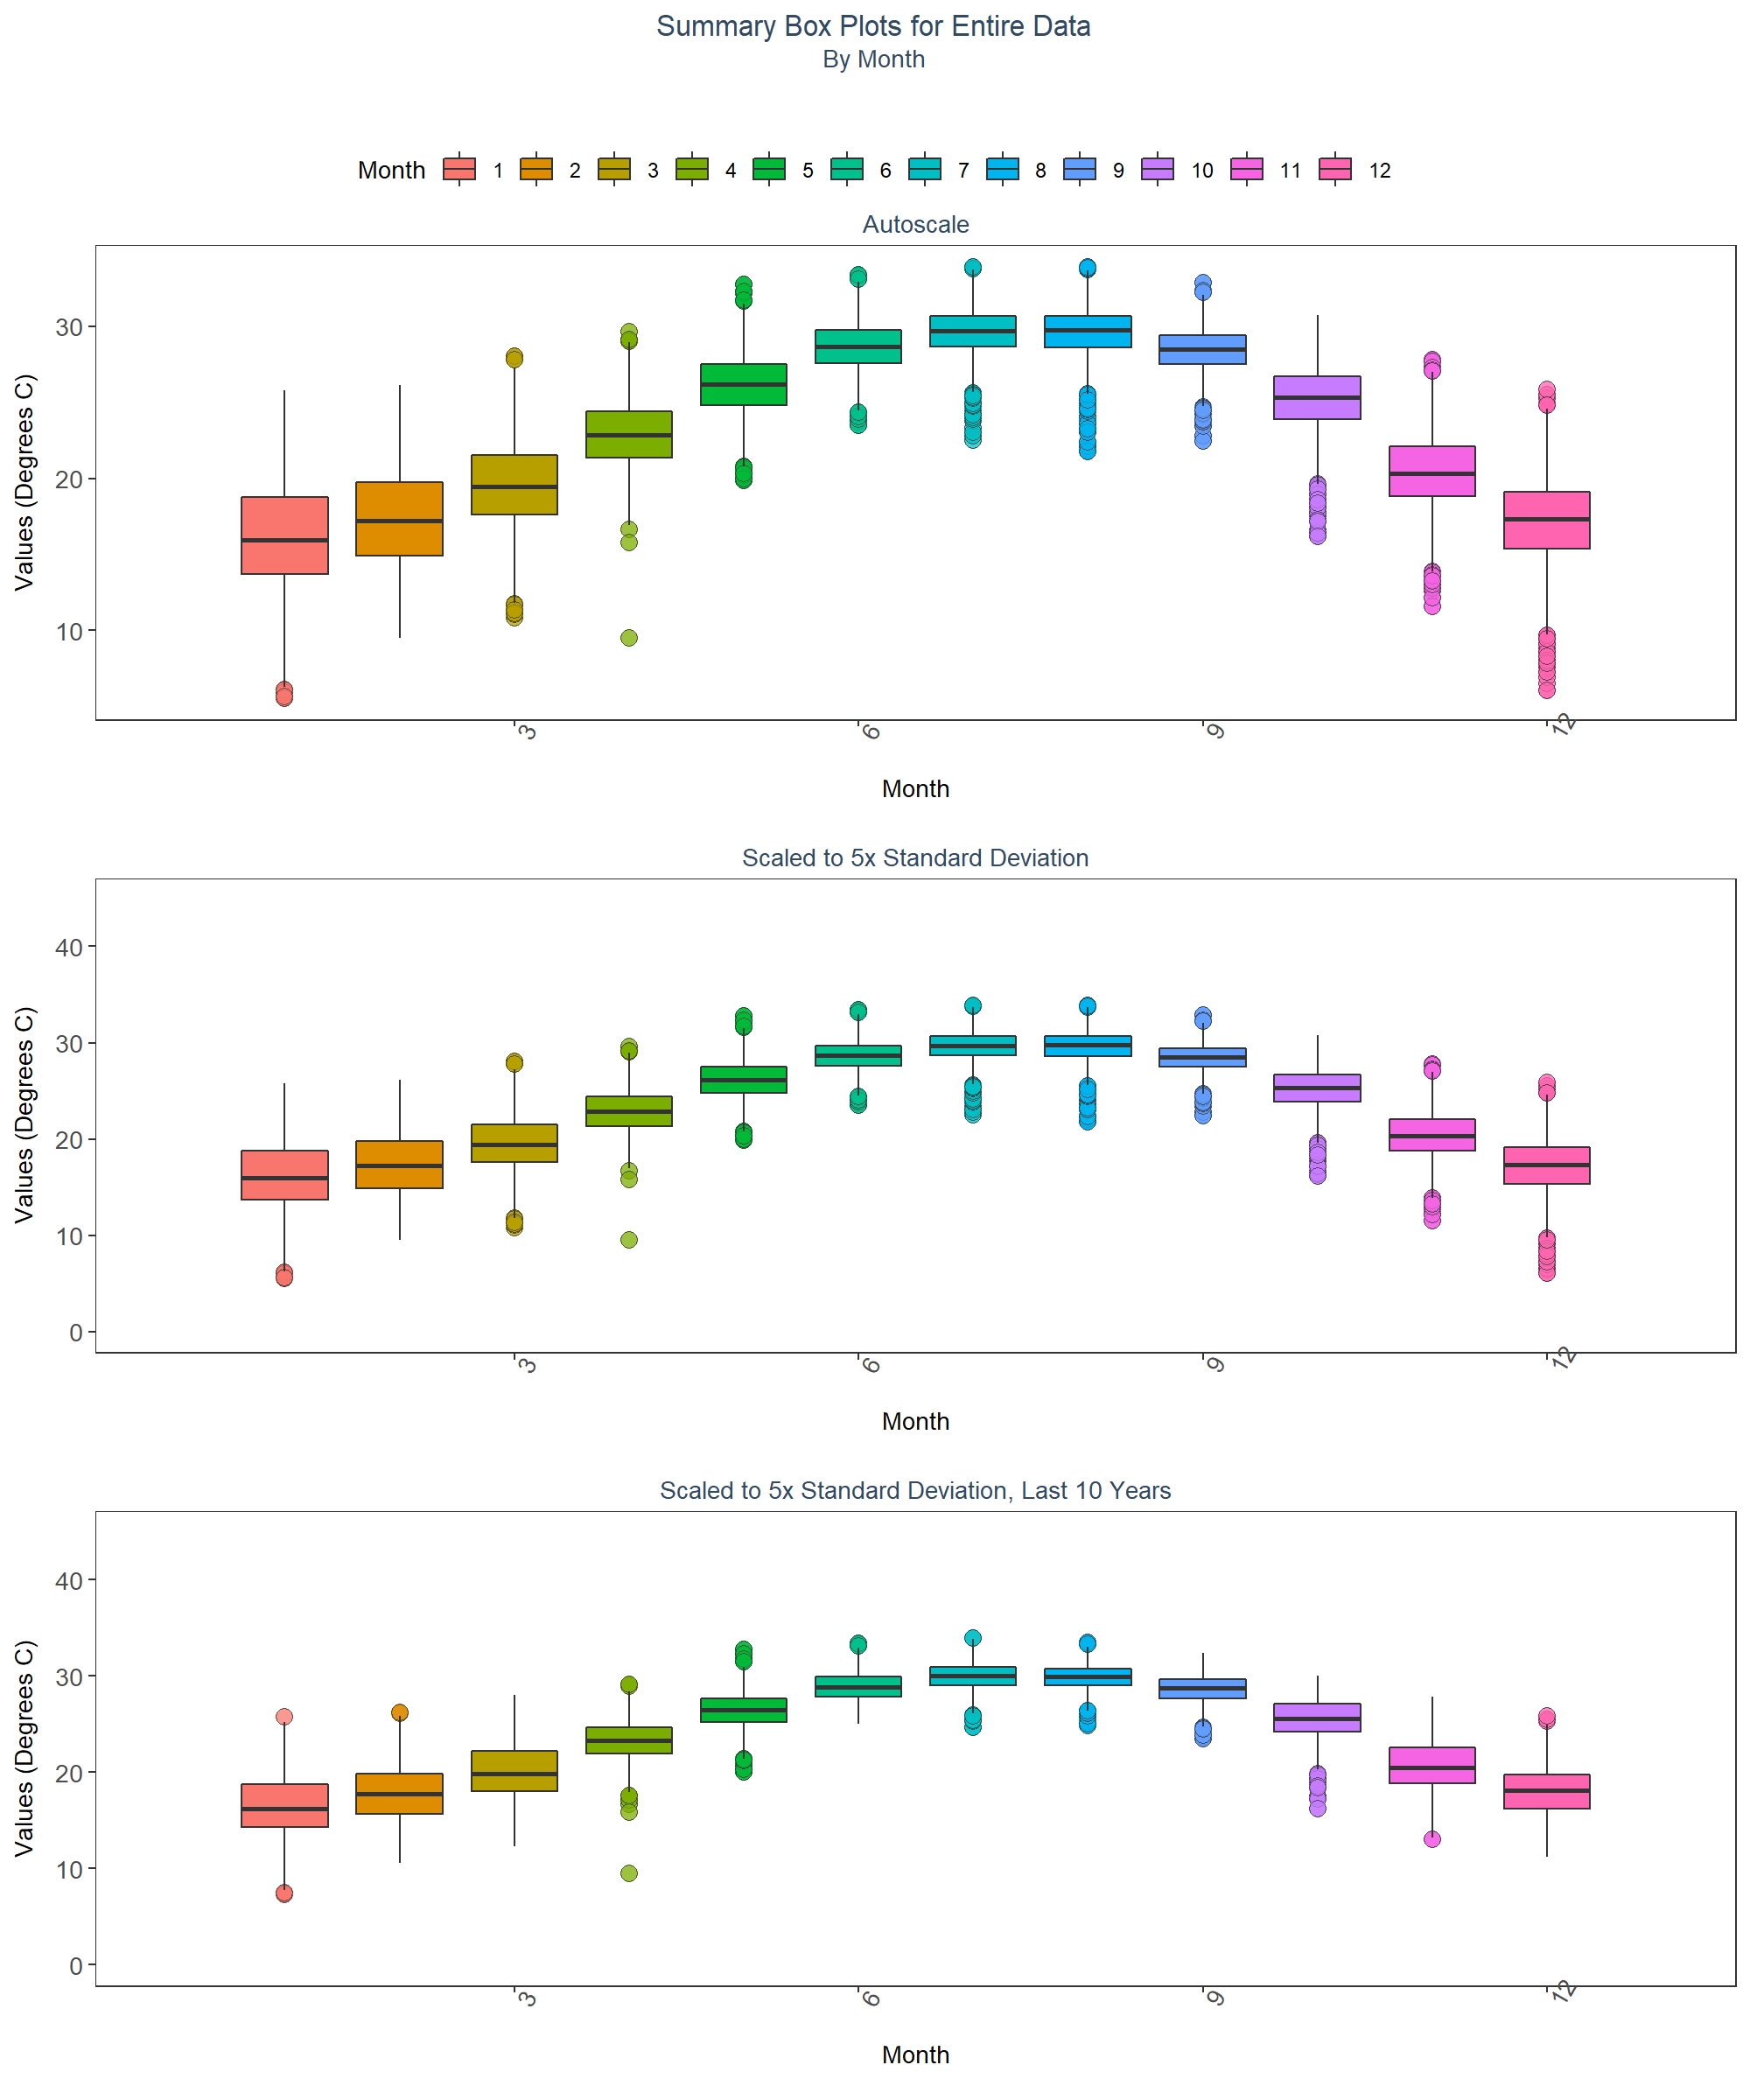 Summary Box Plots for Entire Data
By Month
Month 1 2 3 4 5 6 7 8 9 10 11 12
Autoscale
Values (Degrees C)
30
20
10
3 6 9 12
Month
Scaled to 5x Standard Deviation
Values (Degrees C)
40
30
20
10
0
3 6 9 12
Month
Scaled to 5x Standard Deviation, Last 10 Years
Values (Degrees C)
40
30
20
10
0
3 6 9 12
Month